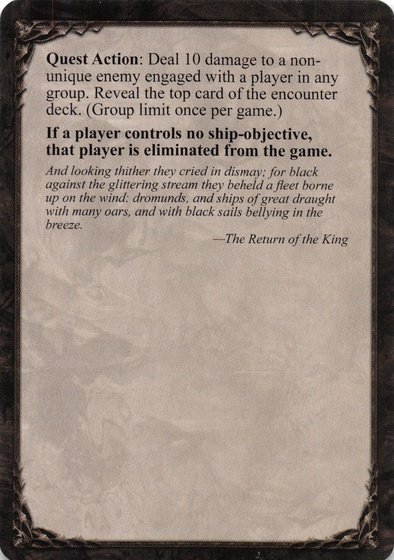 Quest Action: Deal 10 damage to a non-
unique enemy engaged with a player in any
group. Reveal the top card of the encounter
deck. (Group limit once per game.)
If a player controls no ship-objective,
that player is eliminated from the game.
And looking thither they cried in dismay; for black
against the glittering stream they beheld a fleet borne
up on the wind: dromunds, and ships of great draught
with many oars, and with black sails bellying in the
breeze.
—The Return of the King